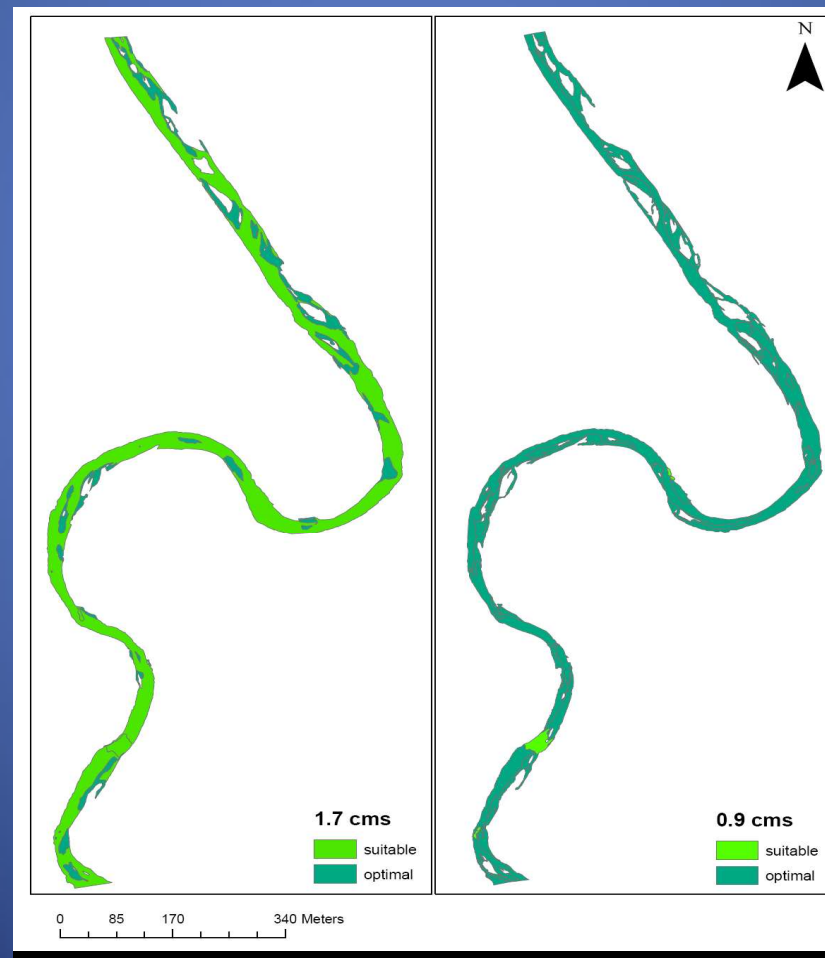 N
1.7 cms
suitable
optimal
0.9 cms
suitable
optimal
0 85 170 340 Meters